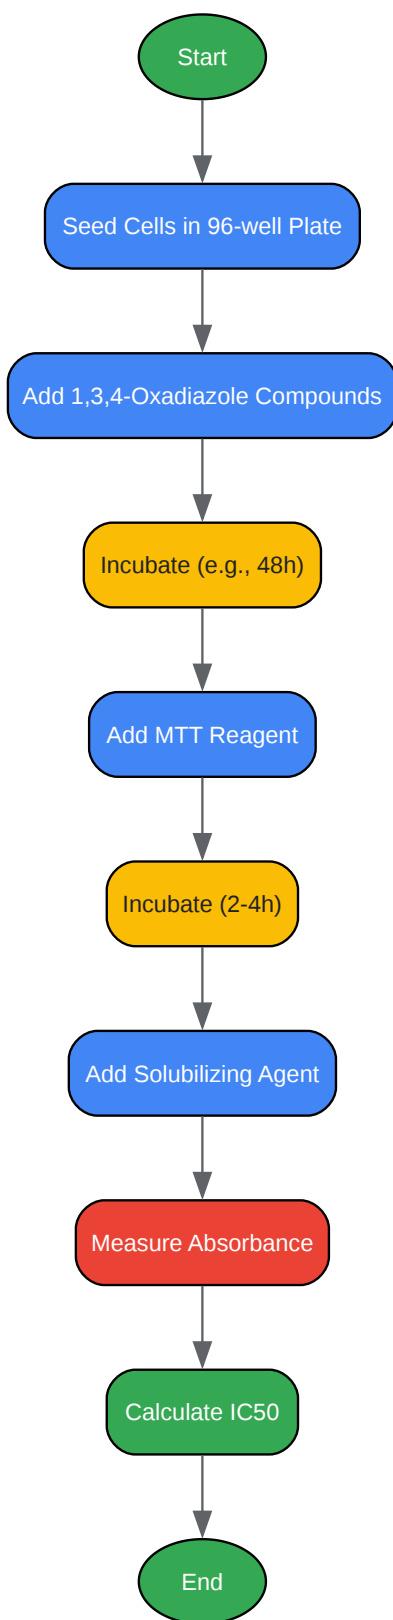 Start
Seed Cells in 96-well Plate
Add 1,3,4-Oxadiazole Compounds
Incubate (e.g., 48h)
Add MTT Reagent
Incubate (2-4h)
Add Solubilizing Agent
Measure Absorbance
Calculate IC50
End